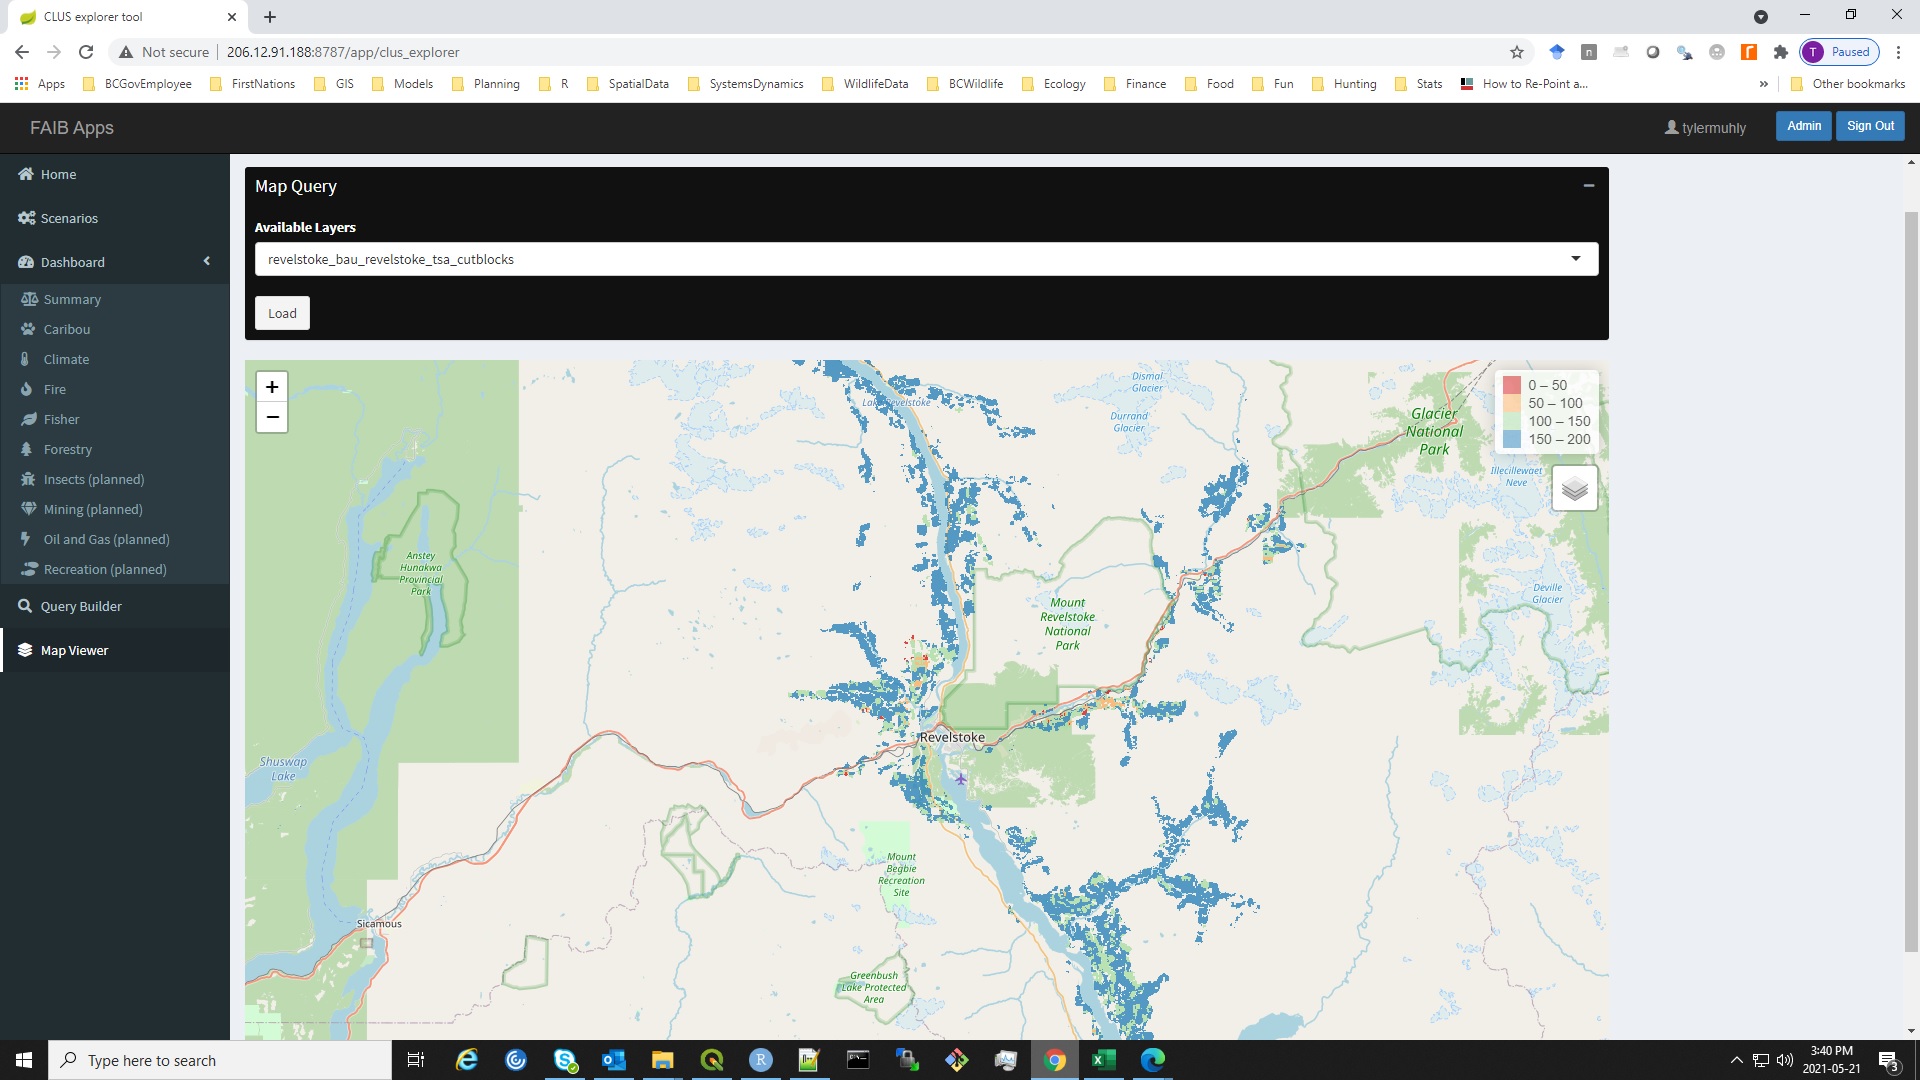 CLUS explorer tool
Not secure
206.12.91.188:8787/app/clus_explorer
n
T Paused
Apps
BCGovEmployee
FirstNations
GIS
Models
Planning
R
SpatialData
SystemsDynamics
WildlifeData
BCWildlife
Ecology
Finance
Food
Fun
Hunting
Stats
How to Re-Point a...
»
Other bookmarks
FAIB Apps
tylermuhly
Admin
Sign Out
Home
Scenarios
Dashboard
Summary
Caribou
Climate
Fire
Fisher
Forestry
Insects (planned)
Mining (planned)
Oil and Gas (planned)
Recreation (planned)
Query Builder
Map Viewer
Map Query
Available Layers
revelstoke_bau_revelstoke_tsa_cutblocks
Load
+
−
0 – 50
50 – 100
100 – 150
150 – 200
Lake Revelstoke
Dismal
Glacier
Durrand
Glacier
Glacier
National
Park
Illecillewaet
Neve
Anstey
Hunakwa
Provincial
Park
Mount
Revelstoke
National
Park
Deville
Glacier
Revelstoke
Shuswap
Lake
Mount
Begbie
Recreation
Site
Sicamous
Greenbush
Lake Protected
Area
Type here to search
R
3:40 PM
2021-05-21
3